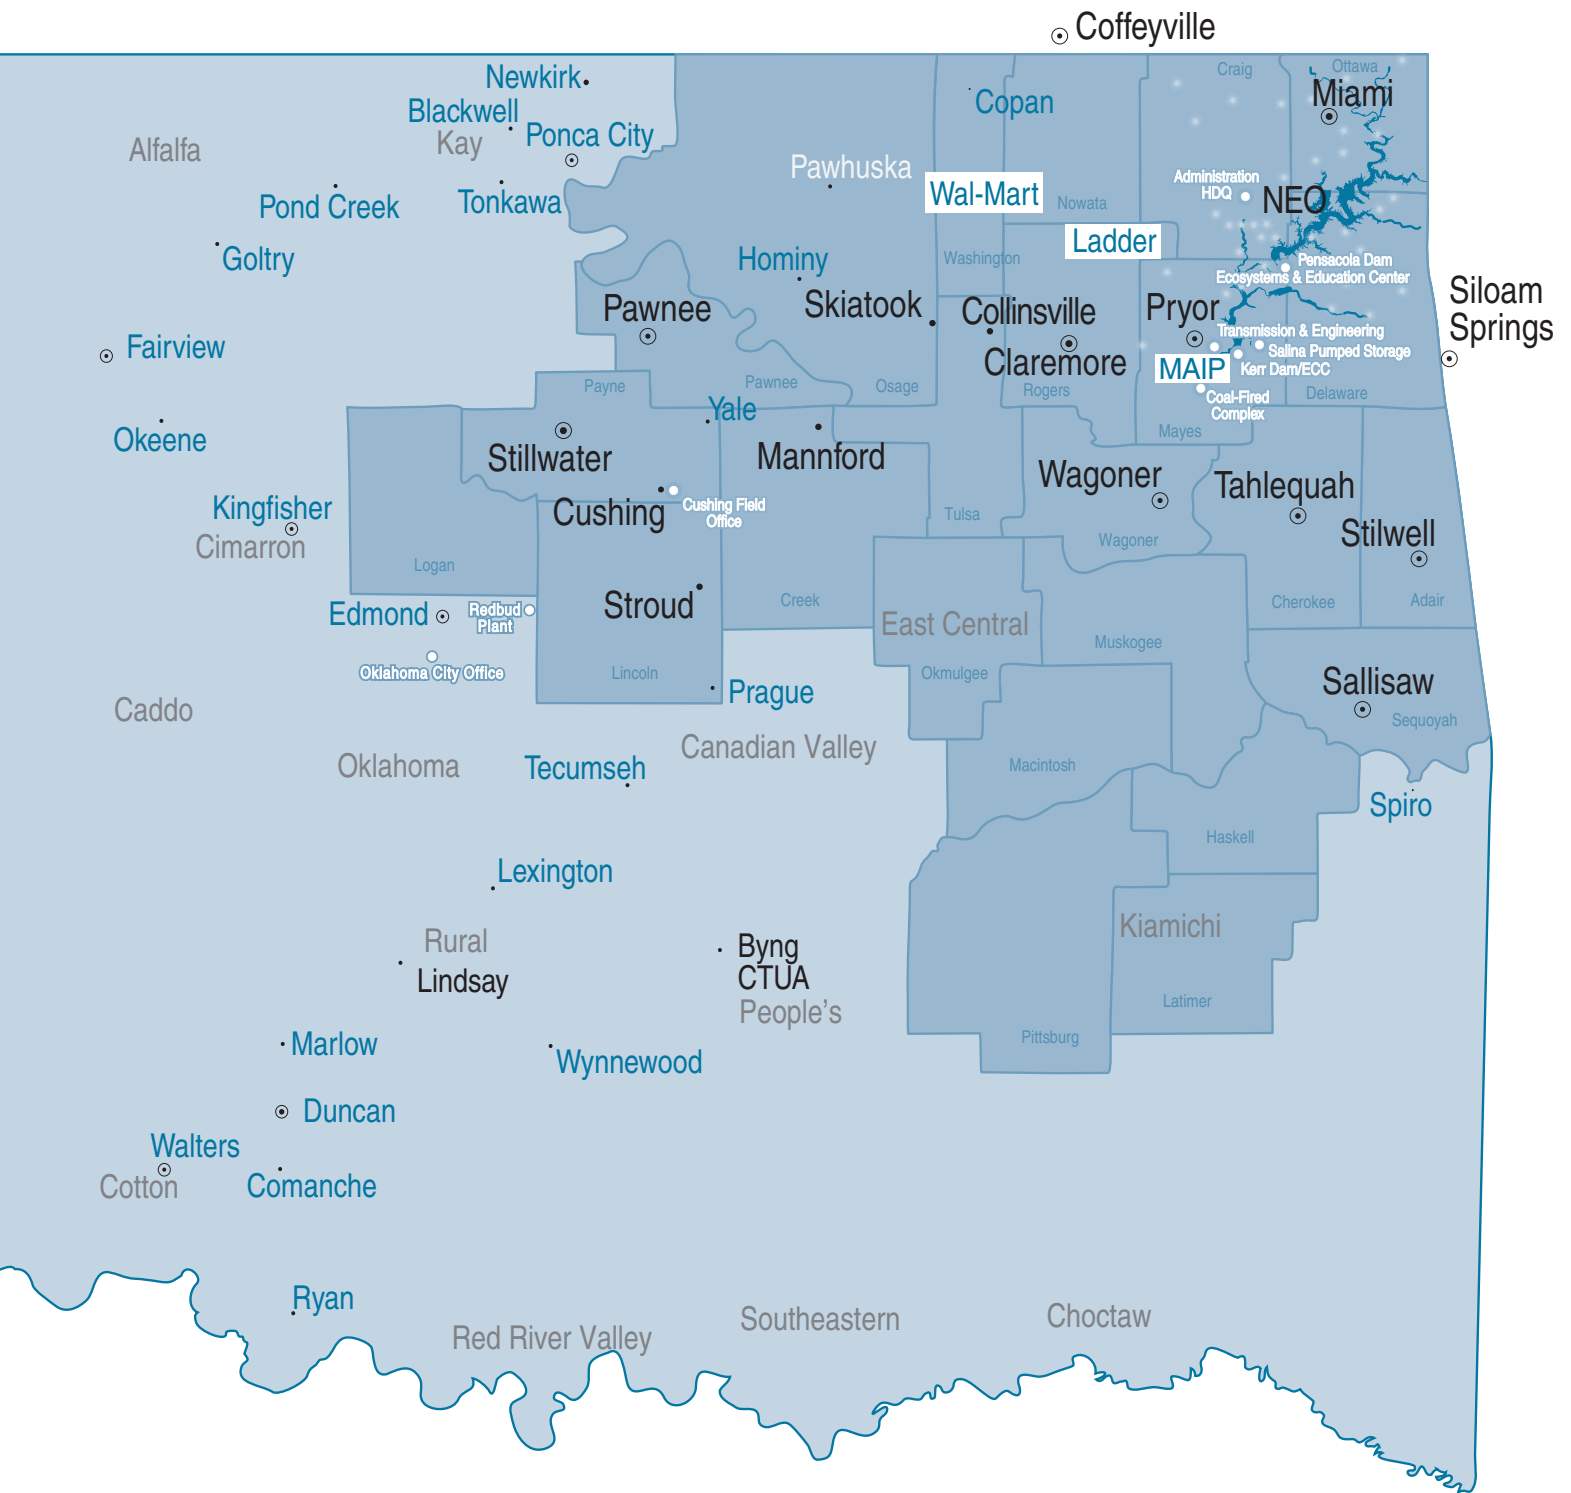 Coffeyville
Newkirk
Blackwell
Ponca City
Alfalfa
Kay
Pond Creek
Tonkawa
Goltry
Copan
Craig
Ottawa
Miami
Pawhuska
Wal-Mart
Nowata
Administration
HDQ
NEO
Ladder
Hominy
Washington
Pensacola Dam
Ecosystems & Education Center
Pawnee
Skiatook
Collinsville
Pryor
Siloam
Springs
Fairview
Claremore
Transmission & Engineering
Salina Pumped Storage
MAIP
Kerr Dam/ECC
Payne
Pawnee
Osage
Rogers
Coal-Fired
Complex
Delaware
Yale
Okeene
Mayes
Stillwater
Mannford
Wagoner
Tahlequah
Kingfisher
Cushing
Cushing Field
Office
Tulsa
Cimarron
Wagoner
Stilwell
Logan
Edmond
Redbud
Plant
Stroud
Creek
East Central
Cherokee
Adair
Oklahoma City Office
Lincoln
Muskogee
Okmulgee
Prague
Sallisaw
Sequoyah
Caddo
Oklahoma
Tecumseh
Canadian Valley
Macintosh
Spiro
Haskell
Lexington
Rural
Lindsay
Byng
CTUA
People's
Kiamichi
Latimer
Pittsburg
Marlow
Wynnewood
Duncan
Walters
Cotton
Comanche
Ryan
Red River Valley
Southeastern
Choctaw